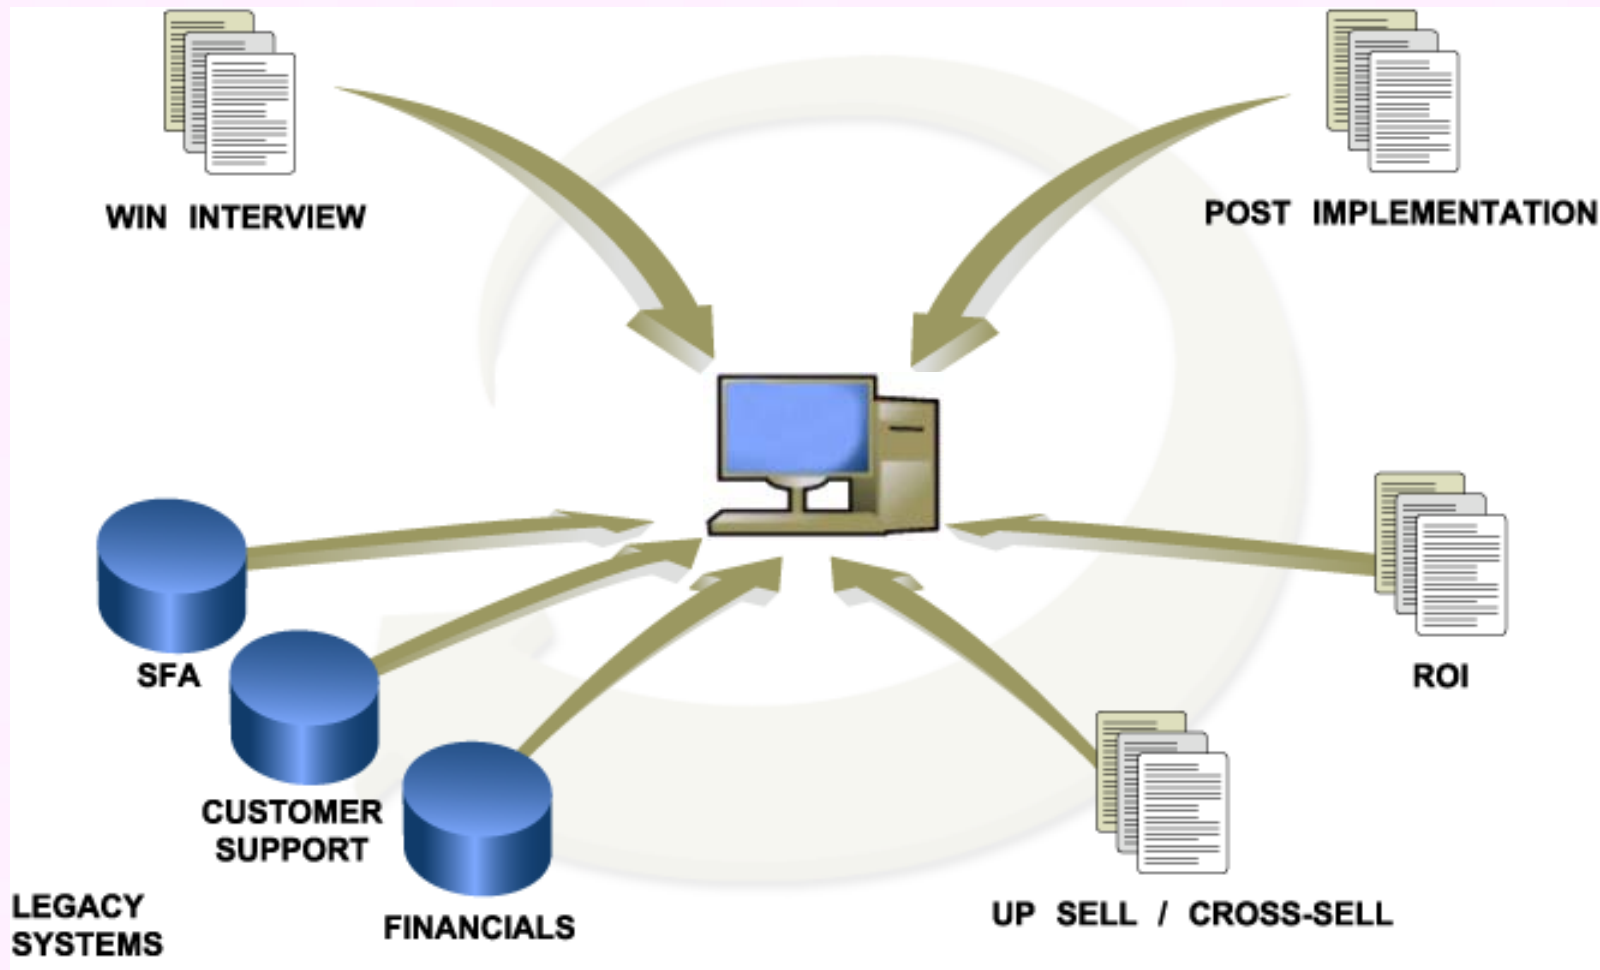 WIN INTERVIEW
POST IMPLEMENTATION
SFA
ROI
CUSTOMER
SUPPORT
LEGACY
SYSTEMS
FINANCIALS
UP SELL / CROSS-SELL